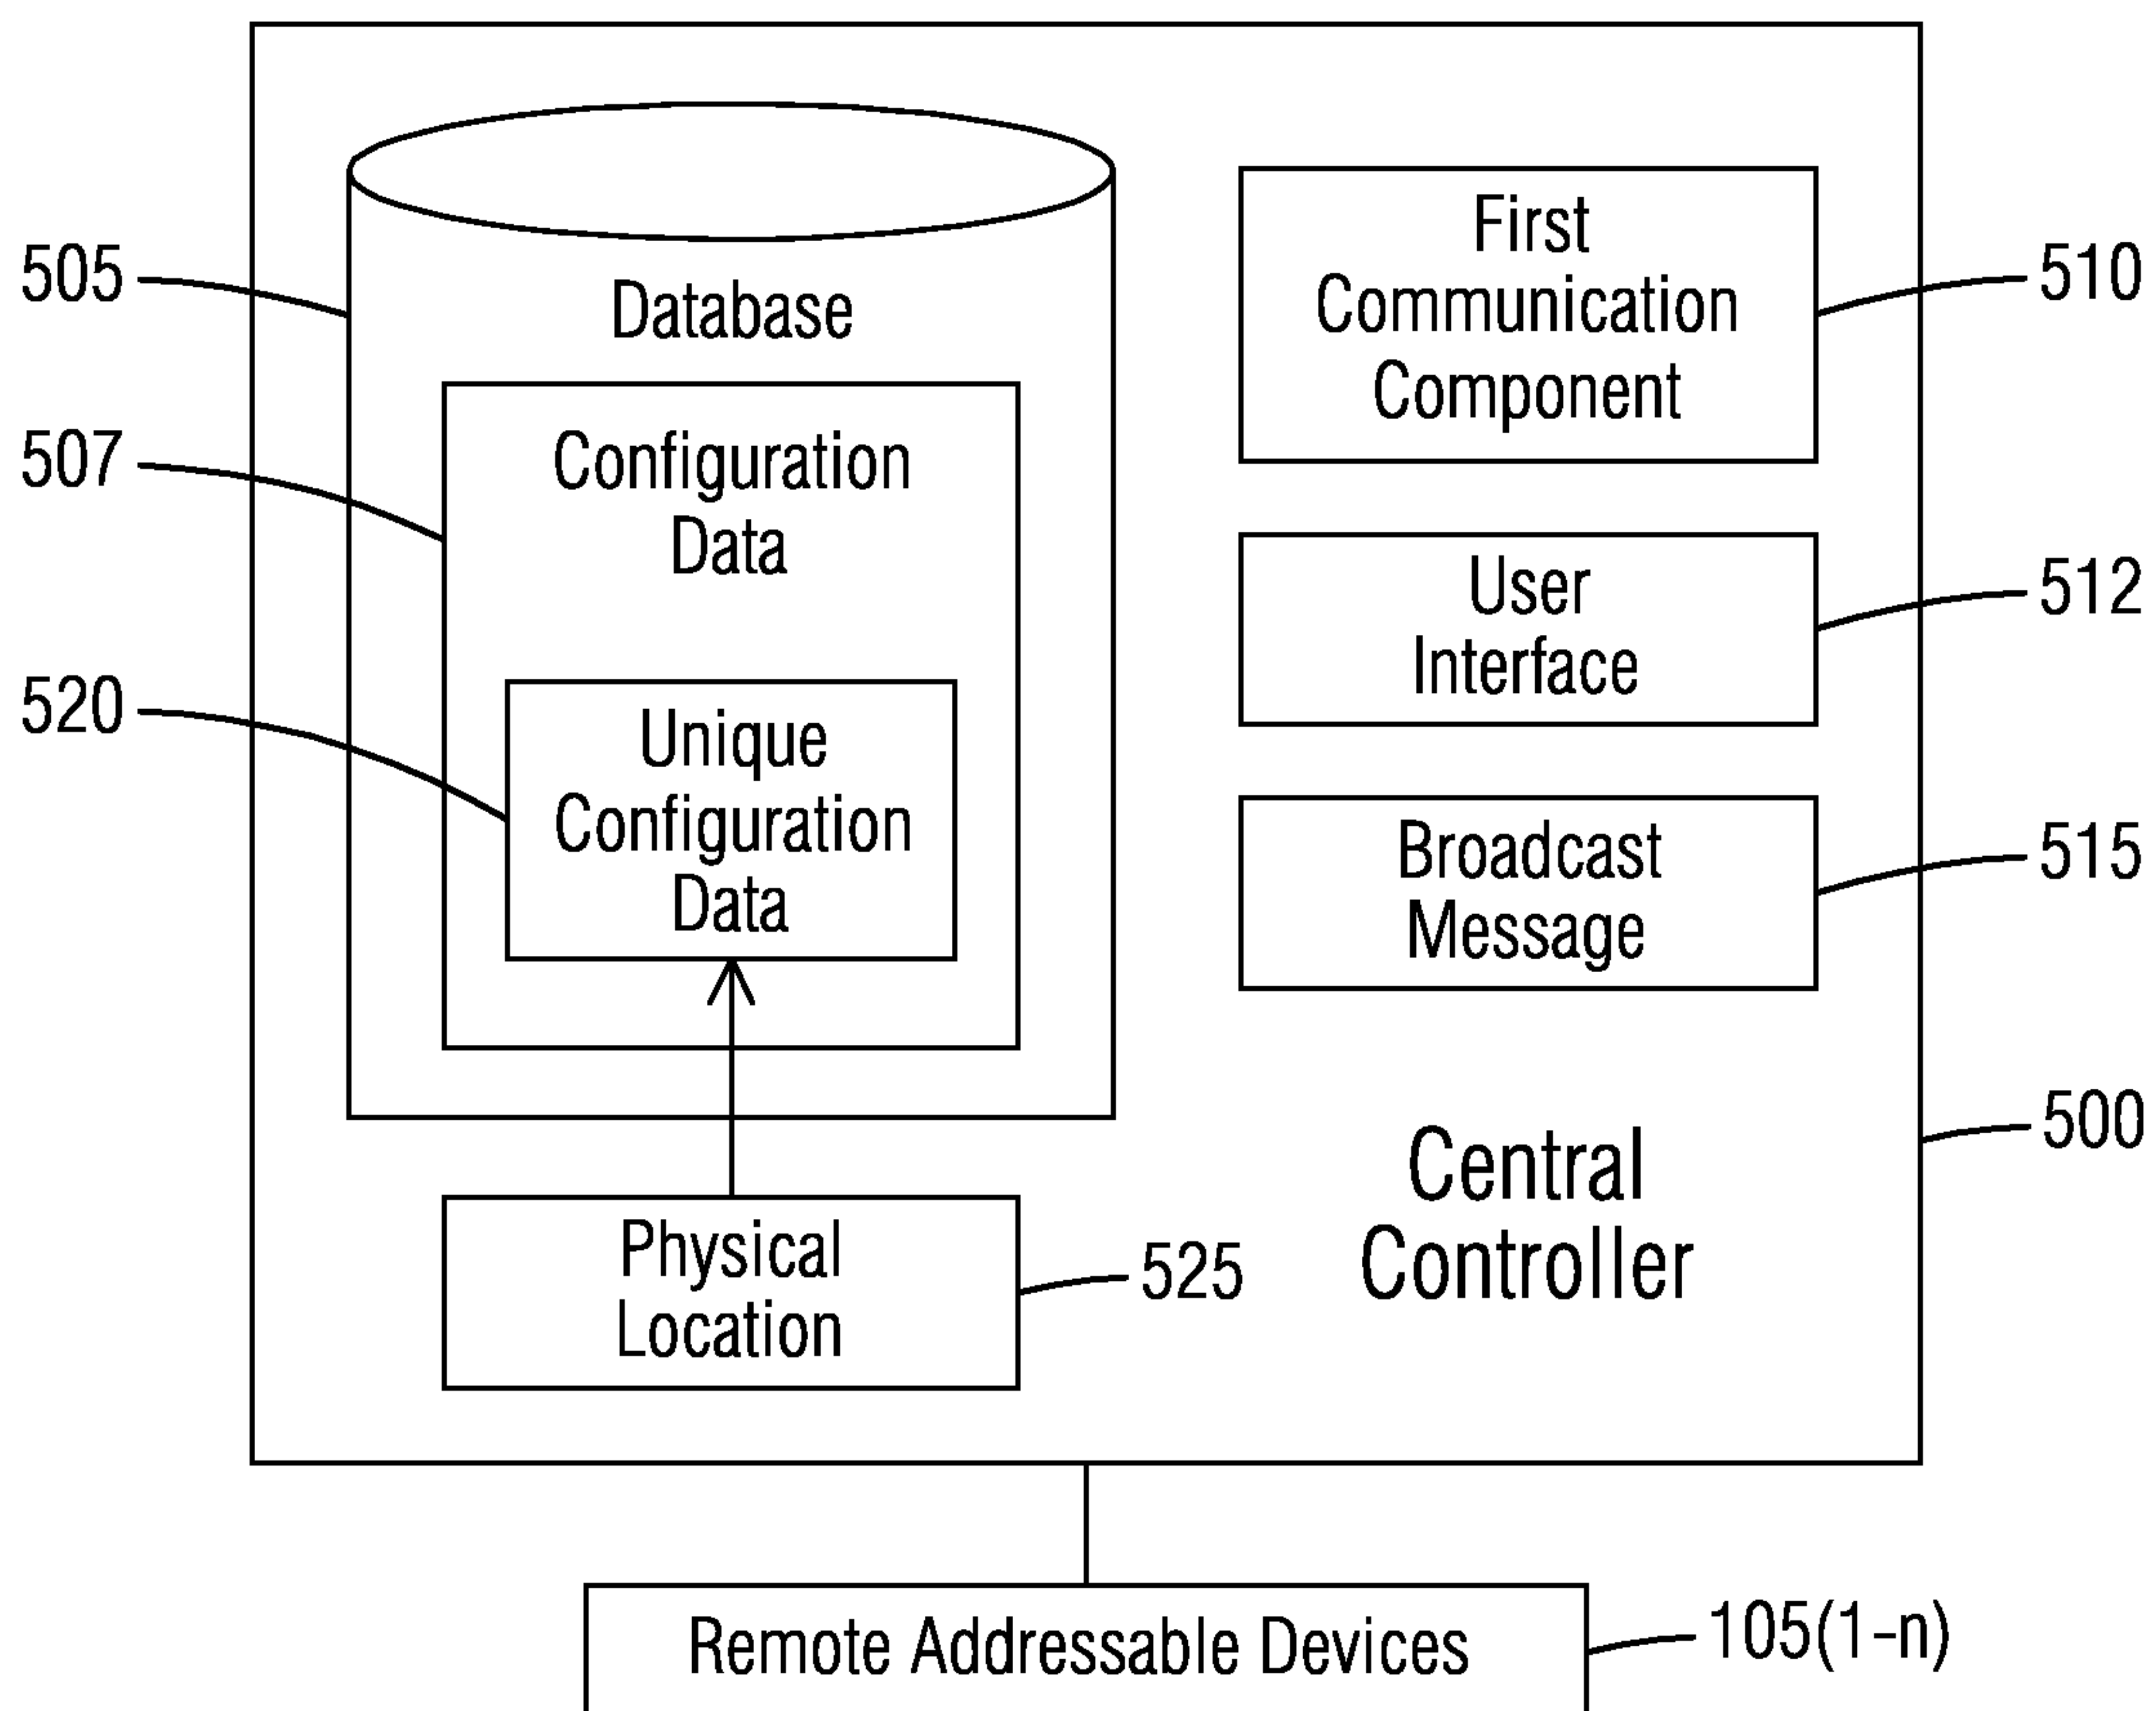 505
Database
507
Configuration
Data
520
Unique
Configuration
Data
First
Communication
Component
510
User
Interface
512
Broadcast
Message
515
Central
Controller
500
Physical
Location
525
Remote Addressable Devices
105(1-n)